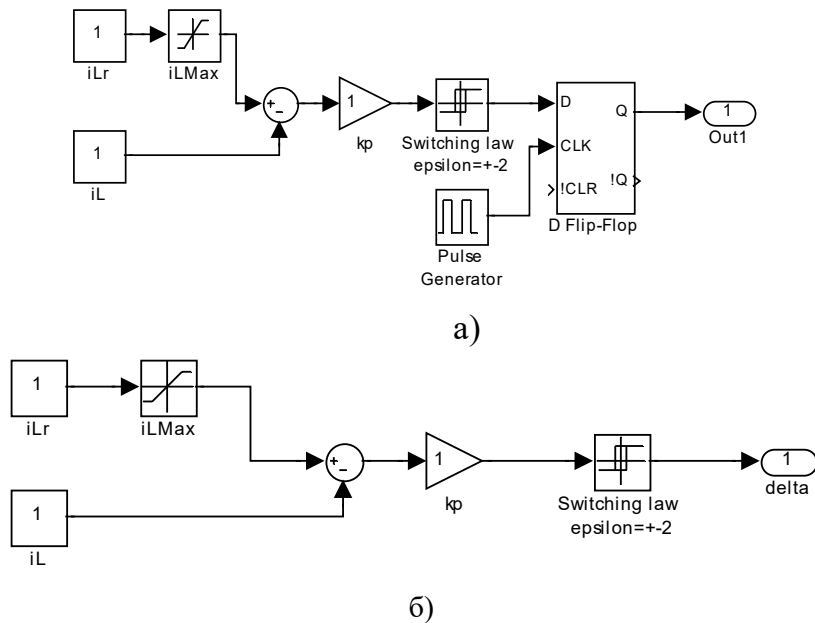 1
iLr
iLMax
+
-
1
iL
1
kp
Switching law
epsilon=+-2
Pulse
Generator
D
CLK
!CLR
Q
!Q
D Flip-Flop
1
Out1
а)
1
iLr
iLMax
+
-
1
iL
1
kp
Switching law
epsilon=+-2
1
delta
б)